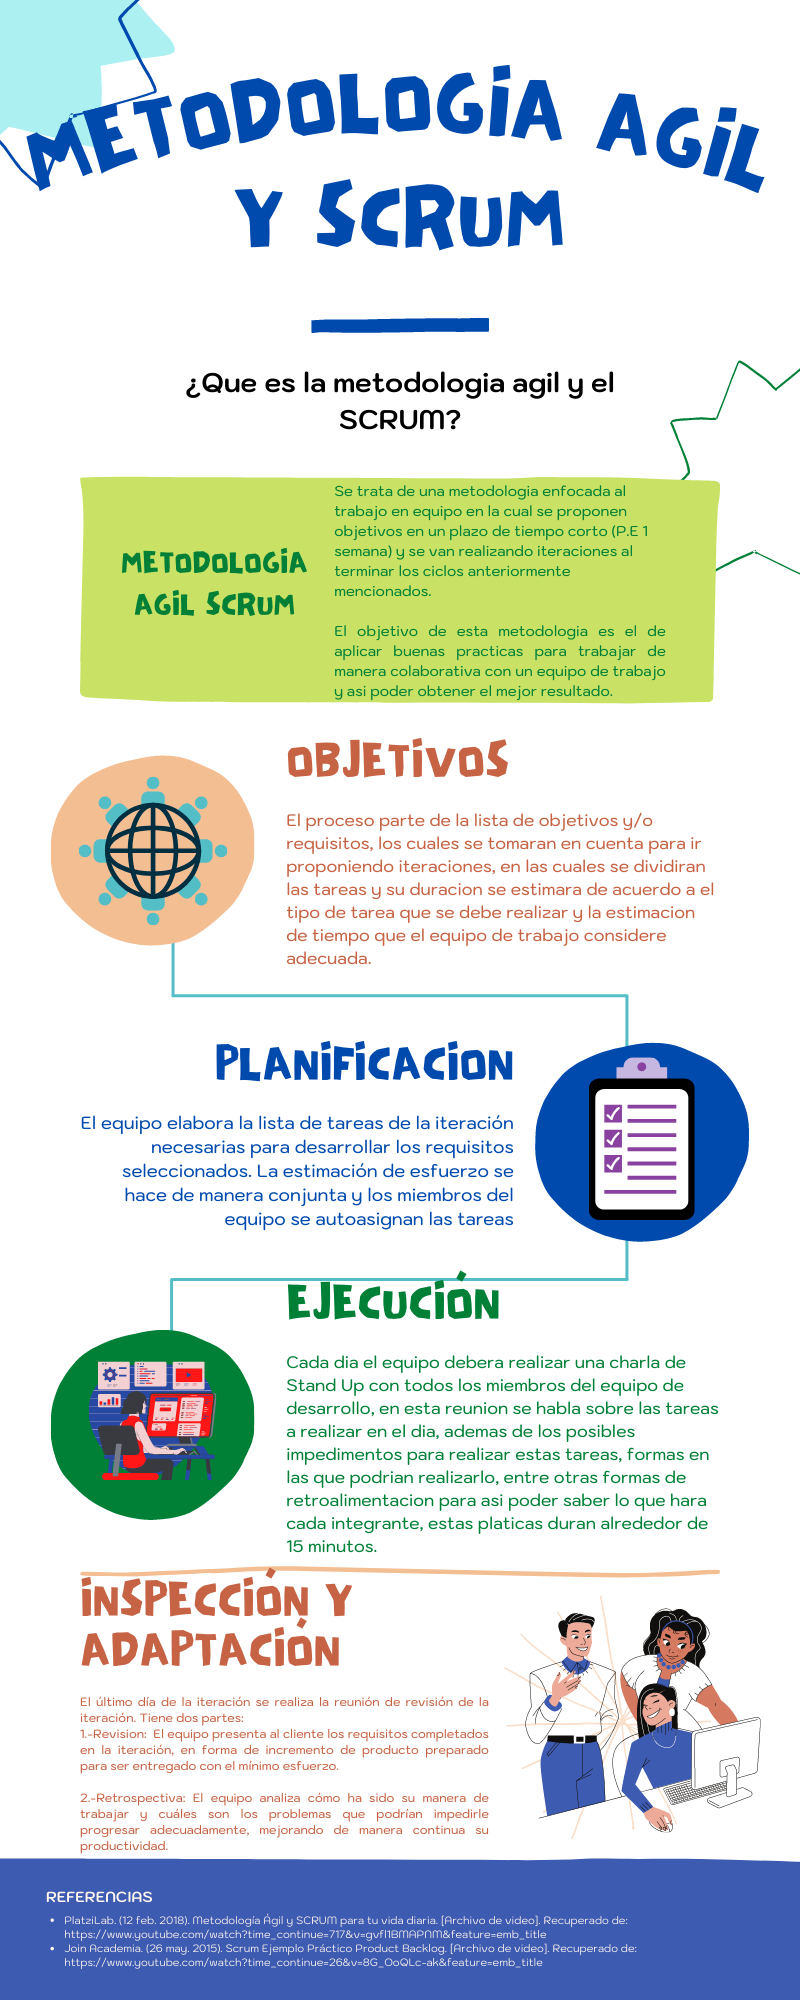 METODOLOGÍA AGIL
Y SCRUM
¿Que es la metodologia agil y el
SCRUM?
METODOLOGÍA
AGIL SCRUM
Se trata de una metodologia enfocada al
trabajo en equipo en la cual se proponen
objetivos en un plazo de tiempo corto (P.E 1
semana) y se van realizando iteraciones al
terminar los ciclos anteriormente
mencionados.
El objetivo de esta metodologia es el de
aplicar buenas practicas para trabajar de
manera colaborativa con un equipo de trabajo
y asi poder obtener el mejor resultado.
OBJETIVOS
El proceso parte de la lista de objetivos y/o
requisitos, los cuales se tomaran en cuenta para ir
proponiendo iteraciones, en las cuales se dividiran
las tareas y su duracion se estimara de acuerdo a el
tipo de tarea que se debe realizar y la estimacion
de tiempo que el equipo de trabajo considere
adecuada.
PLANIFICACION
El equipo elabora la lista de tareas de la iteración
necesarias para desarrollar los requisitos
seleccionados. La estimación de esfuerzo se
hace de manera conjunta y los miembros del
equipo se autoasignan las tareas
EJECUCIÓN
Cada dia el equipo debera realizar una charla de
Stand Up con todos los miembros del equipo de
desarrollo, en esta reunion se habla sobre las tareas
a realizar en el dia, ademas de los posibles
impedimentos para realizar estas tareas, formas en
las que podrian realizarlo, entre otras formas de
retroalimentacion para asi poder saber lo que hara
cada integrante, estas platicas duran alrededor de
15 minutos.
INSPECCIÓN Y
ADAPTACIÓN
El último día de la iteración se realiza la reunión de revisión de la
iteración. Tiene dos partes:
1.-Revision: El equipo presenta al cliente los requisitos completados
en la iteración, en forma de incremento de producto preparado
para ser entregado con el mínimo esfuerzo.
2.-Retrospectiva: El equipo analiza cómo ha sido su manera de
trabajar y cuáles son los problemas que podrían impedirle
progresar adecuadamente, mejorando de manera continua su
productividad.
REFERENCIAS
• PlatziLab. (12 feb. 2018). Metodología Ágil y SCRUM para tu vida diaria. [Archivo de video]. Recuperado de:
https://www.youtube.com/watch?time_continue=717&v=gvfl1BMAPNM&feature=emb_title
• Join Academia. (26 may. 2015). Scrum Ejemplo Práctico Product Backlog. [Archivo de video]. Recuperado de:
https://www.youtube.com/watch?time_continue=26&v=8G_OoQLc-ak&feature=emb_title